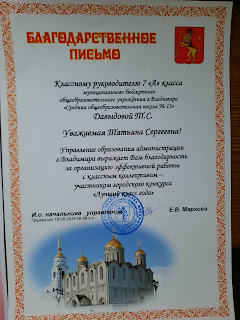 БЛАГОДАРСТВЕННОЕ
ПИСЬМО
Классному руководителю 7 «А» класса
муниципального бюджетного
общеобразовательного учреждения г.Владимира
«Средняя общеобразовательная школа № 15»
Давыдовой Т.С.
Уважаемая Татьяна Сергеевна!
Управление образования администрации
г.Владимира выражает Вам благодарность
за организацию эффективной работы
с классным коллективом –
участником городского конкурса
«Лучший класс года»
И.о. начальника управления
Е.В. Маркова